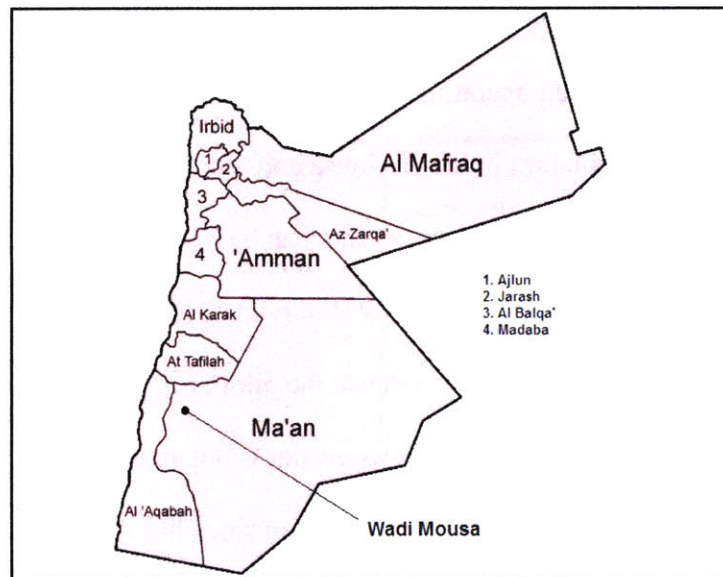 Irbid
1
2
Al Mafraq
3
Az Zarqa'
4
'Amman
1. Ajlun
2. Jarash
3. Al Balqa'
4. Madaba
Al Karak
At Tafilah
Ma'an
Al 'Aqabah
Wadi Mousa